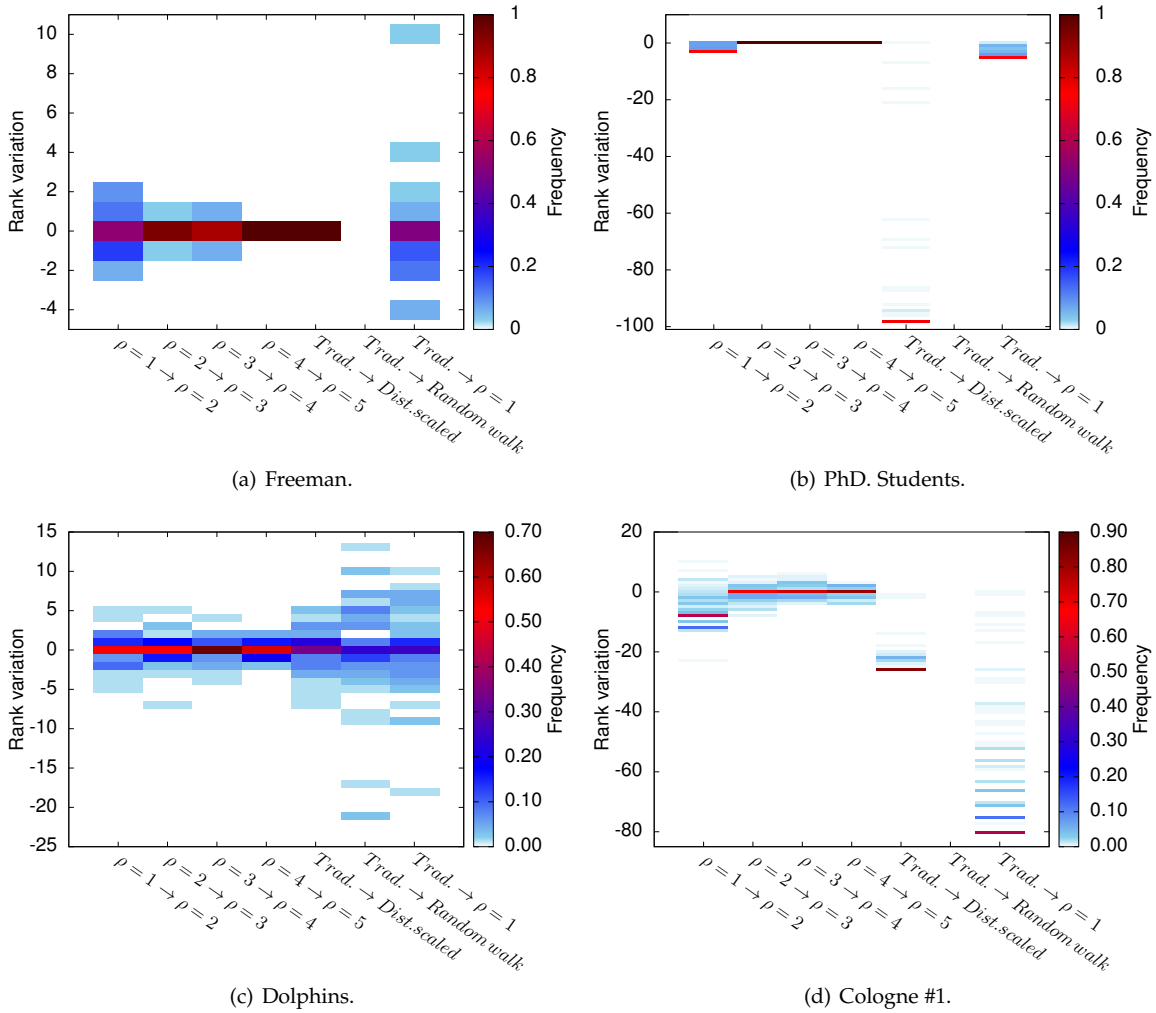 10
8
6
4
2
0
-2
-4
Rank variation
1
0.8
0.6
0.4
0.2
0
Frequency
ρ = 1 → ρ = 2
ρ = 2 → ρ = 3
ρ = 3 → ρ = 4
ρ = 4 → ρ = 5
Trad. → Dist.scaled
Trad. → Random walk
Trad. → ρ = 1
(a) Freeman.
0
-20
-40
-60
-80
-100
Rank variation
1
0.8
0.6
0.4
0.2
0
Frequency
ρ = 1 → ρ = 2
ρ = 2 → ρ = 3
ρ = 3 → ρ = 4
ρ = 4 → ρ = 5
Trad. → Dist.scaled
Trad. → Random walk
Trad. → ρ = 1
(b) PhD. Students.
15
10
5
0
-5
-10
-15
-20
-25
Rank variation
0.70
0.60
0.50
0.40
0.30
0.20
0.10
0.00
Frequency
ρ = 1 → ρ = 2
ρ = 2 → ρ = 3
ρ = 3 → ρ = 4
ρ = 4 → ρ = 5
Trad. → Dist.scaled
Trad. → Random walk
Trad. → ρ = 1
(c) Dolphins.
20
0
-20
-40
-60
-80
Rank variation
0.90
0.80
0.70
0.60
0.50
0.40
0.30
0.20
0.10
0.00
Frequency
ρ = 1 → ρ = 2
ρ = 2 → ρ = 3
ρ = 3 → ρ = 4
ρ = 4 → ρ = 5
Trad. → Dist.scaled
Trad. → Random walk
Trad. → ρ = 1
(d) Cologne #1.